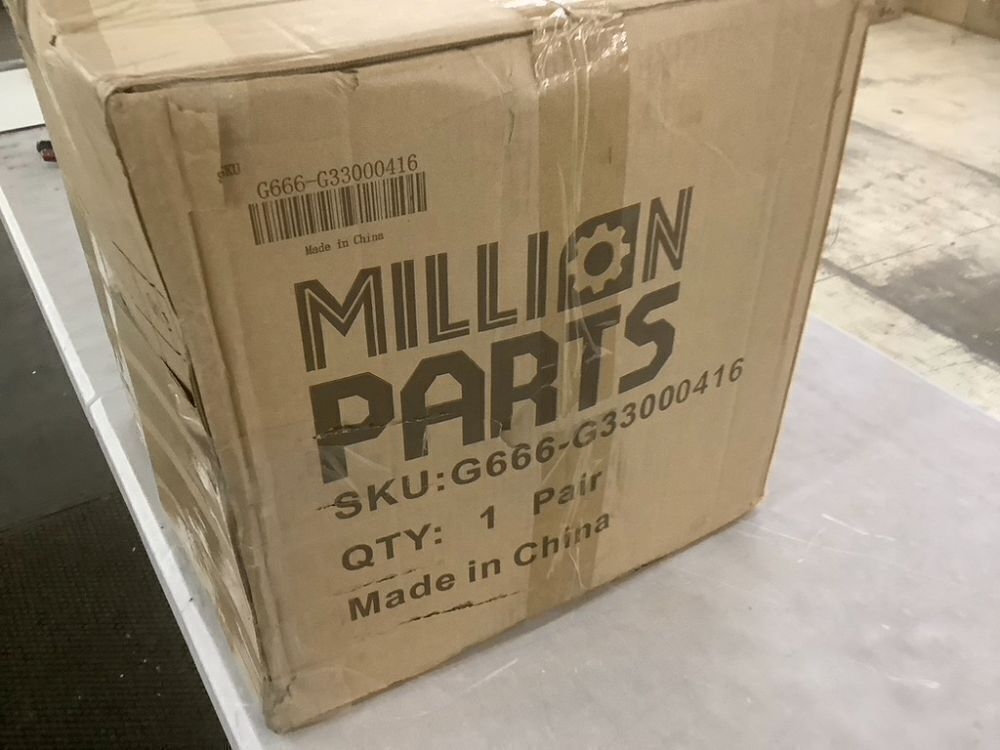 SKU
G666-G33000416
Made in China
MILLION
PARTS
SKU:G666-G33000416
QTY: 1 Pair
Made in China